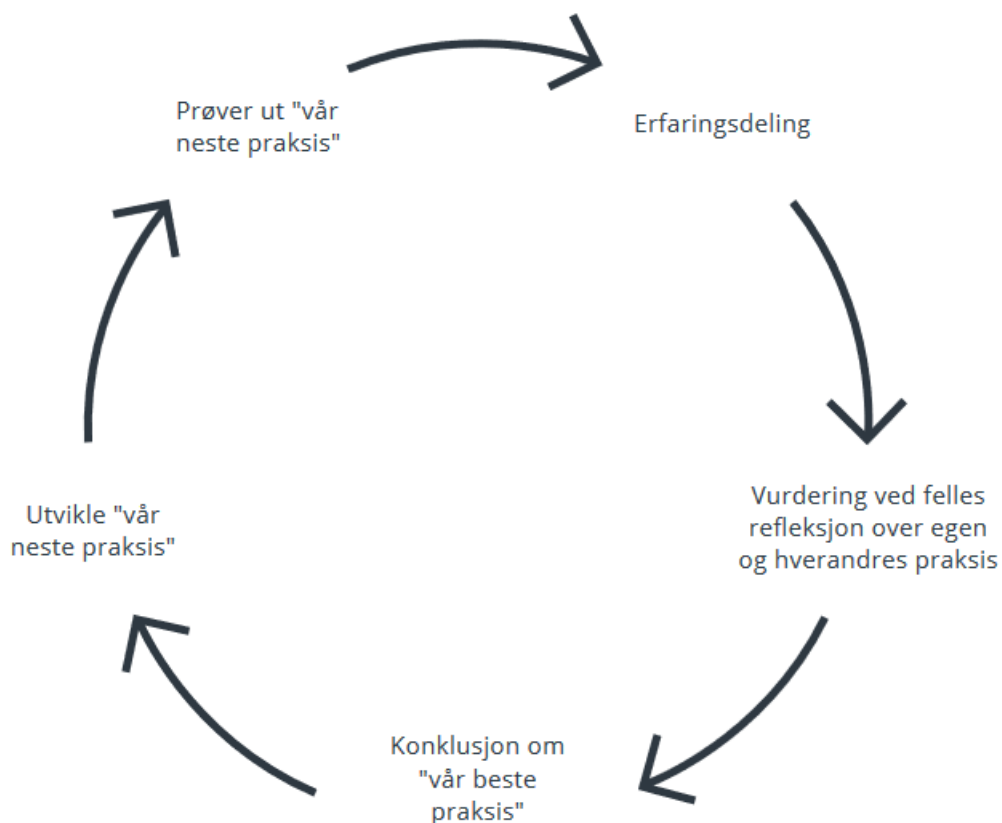 Prøver ut "vår
neste praksis"
Erfaringsdeling
Vurdering ved felles
refleksjon over egen
og hverandres praksis
Konklusjon om
"vår beste
praksis"
Utvikle "vår
neste praksis"